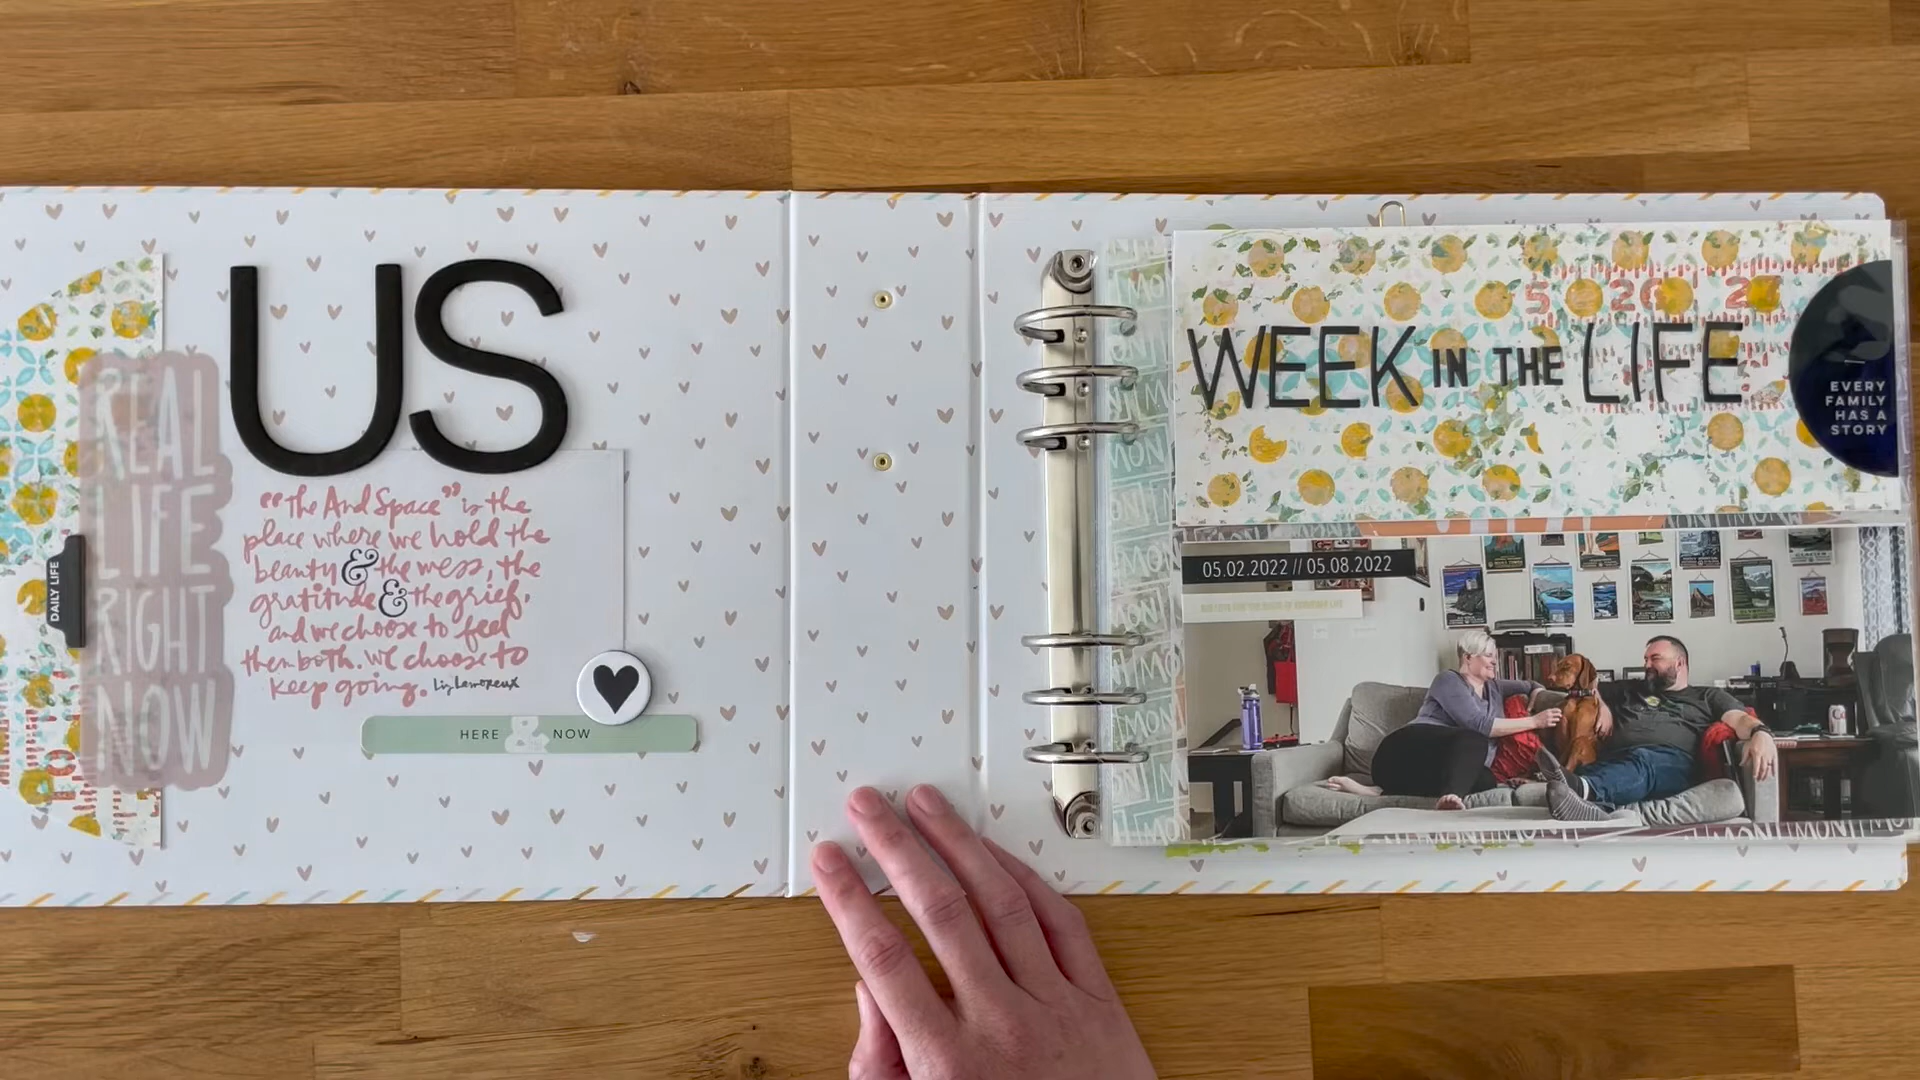 US
REAL
LIFE
RIGHT
NOW
DAILY LIFE
“The And Space” is the
place where we hold the
beauty & the mess, the
gratitude & the grief,
and we choose to feel
them both. We choose to
keep going. Liz Lamoreux
HERE & NOW
WEEK IN THE LIFE
EVERY
FAMILY
HAS A
STORY
05.02.2022 // 05.08.2022